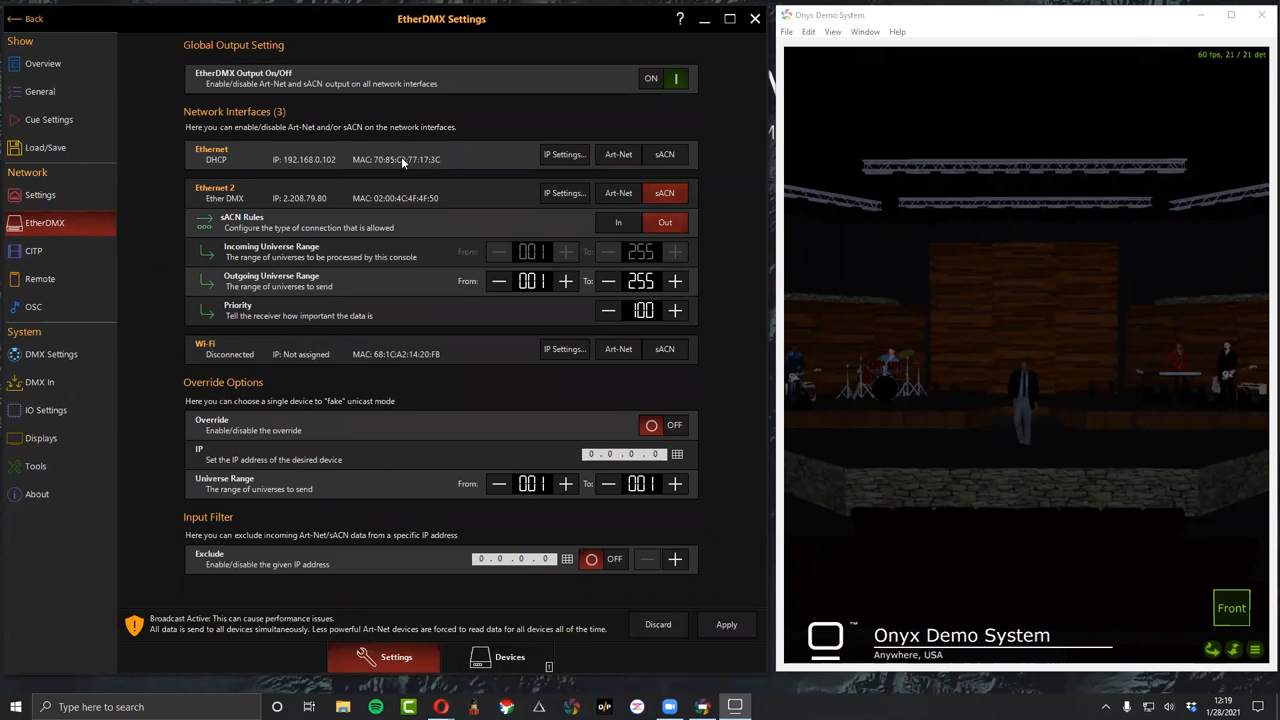 Back
EtherDMX Settings
?
Show
Overview
General
Cue Settings
Load/Save
Network
Settings
EtherDMX
CITP
Remote
OSC
System
DMX Settings
DMX In
IO Settings
Displays
Tools
About
Global Output Setting
EtherDMX Output On/Off
Enable/disable Art-Net and sACN output on all network interfaces
ON
Network Interfaces (3)
Here you can enable/disable Art-Net and/or sACN on the network interfaces.
Ethernet
DHCP IP: 192.168.0.102 MAC: 70:85:C2:77:17:3C
IP Settings... Art-Net sACN
Ethernet 2
Ether DMX IP: 2.208.79.80 MAC: 02:00:4C:4F:4F:50
IP Settings... Art-Net sACN
sACN Rules
Configure the type of connection that is allowed
In Out
Incoming Universe Range
The range of universes to be processed by this console
From: 001 To: 255
Outgoing Universe Range
The range of universes to send
From: 001 To: 255
Priority
Tell the receiver how important the data is
100
Wi-Fi
Disconnected IP: Not assigned MAC: 68:1C:A2:14:20:FB
IP Settings... Art-Net sACN
Override Options
Here you can choose a single device to "fake" unicast mode
Override
Enable/disable the override
OFF
IP
Set the IP address of the desired device
0 . 0 . 0 . 0
Universe Range
The range of universes to send
From: 001 To: 001
Input Filter
Here you can exclude incoming Art-Net/sACN data from a specific IP address
Exclude
Enable/disable the given IP address
0 . 0 . 0 . 0 OFF
Broadcast Active: This can cause performance issues.
All data is send to all devices simultaneously. Less powerful Art-Net devices are forced to read data for all devices all of the time.
Discard Apply
Settings Devices
Onyx Demo System
File Edit View Window Help
60 fps, 21 / 21 det
Front
Onyx Demo System
™
Anywhere, USA
Type here to search
o/p
12:19
1/28/2021